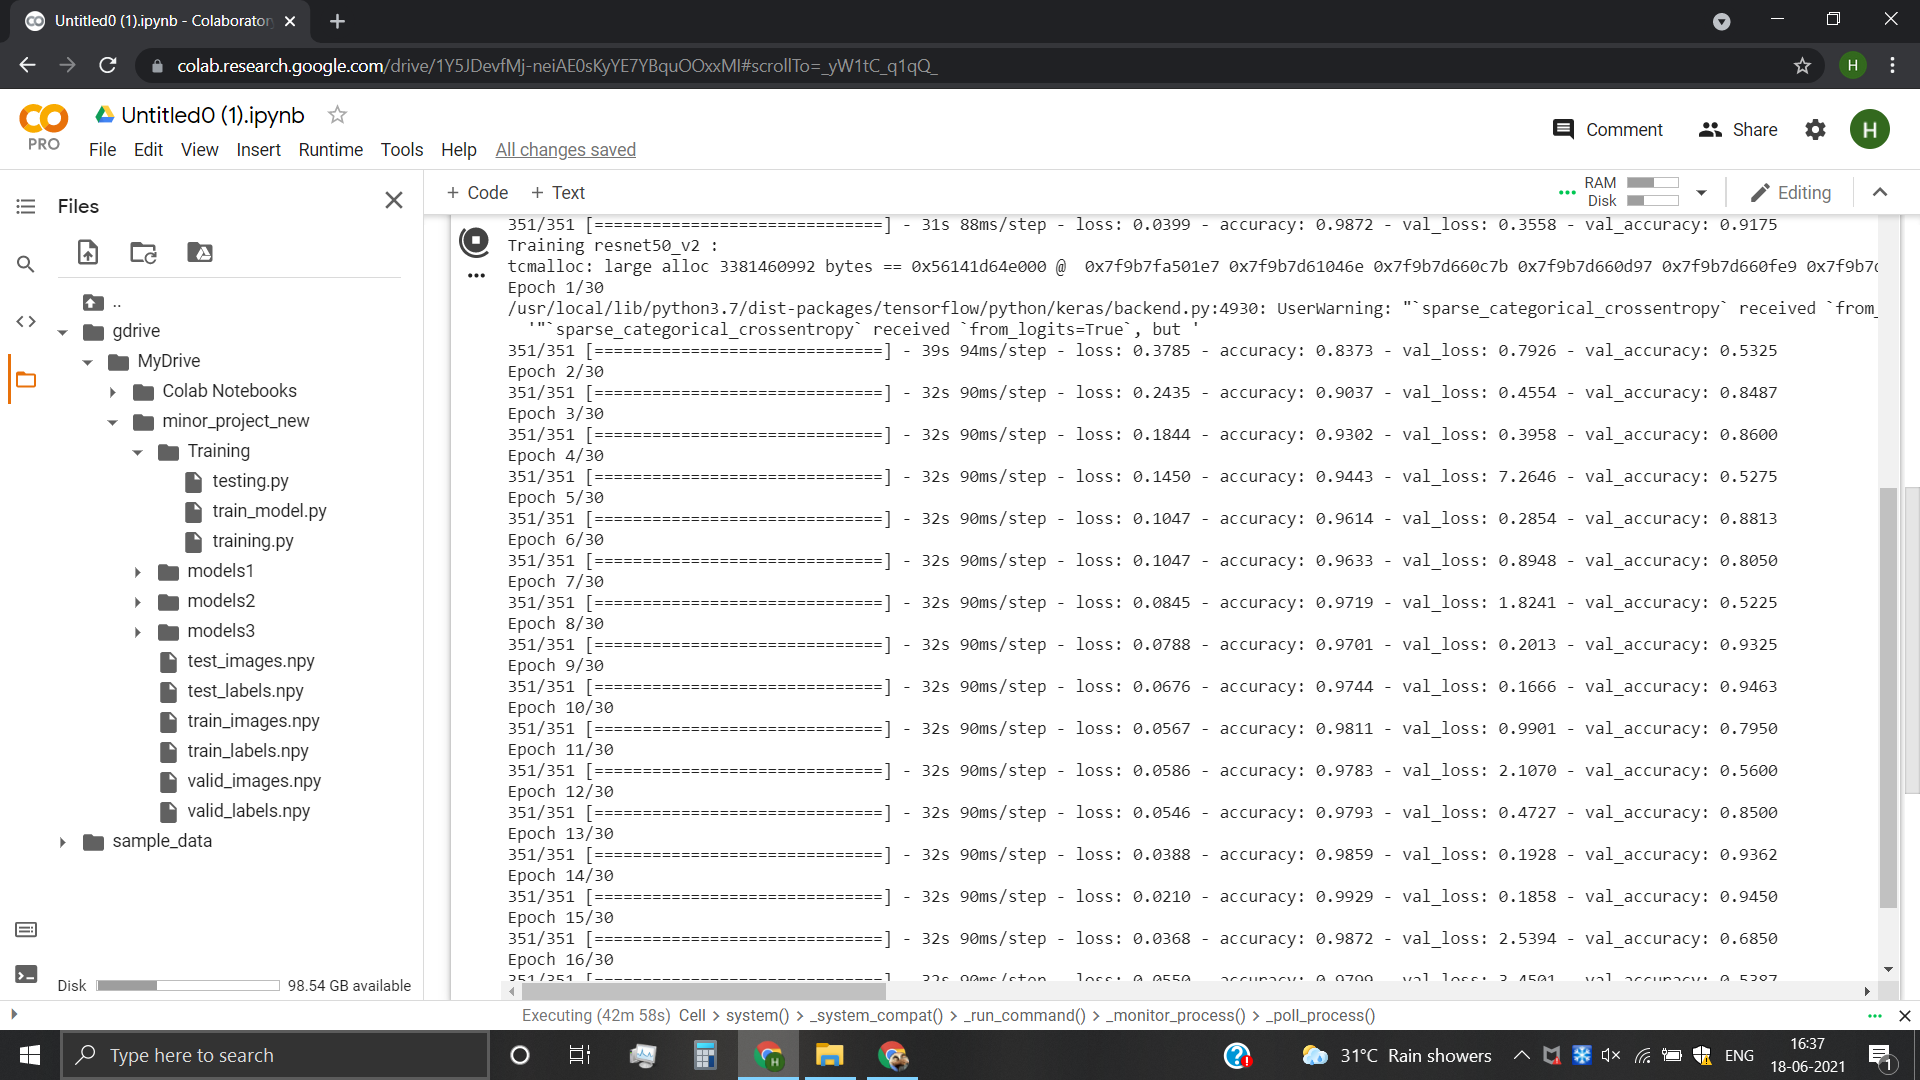 Untitled0 (1).ipynb - Colaborator
colab.research.google.com/drive/1Y5JDevfMj-neiAE0sKyYE7YBquOOxxMI#scrollTo=_yW1tC_q1qQ_
H
CO
PRO
Untitled0 (1).ipynb
File Edit View Insert Runtime Tools Help All changes saved
Comment Share H
Files
+ Code + Text
RAM
Disk
Editing
..
gdrive
MyDrive
Colab Notebooks
minor_project_new
Training
testing.py
train_model.py
training.py
models1
models2
models3
test_images.npy
test_labels.npy
train_images.npy
train_labels.npy
valid_images.npy
valid_labels.npy
sample_data
Disk 98.54 GB available
351/351 [==============================] - 31s 88ms/step - loss: 0.0399 - accuracy: 0.9872 - val_loss: 0.3558 - val_accuracy: 0.9175
Training resnet50_v2 :
tcmalloc: large alloc 3381460992 bytes == 0x56141d64e000 @ 0x7f9b7fa501e7 0x7f9b7d61046e 0x7f9b7d660c7b 0x7f9b7d660d97 0x7f9b7d660fe9 0x7f9b7
Epoch 1/30
/usr/local/lib/python3.7/dist-packages/tensorflow/python/keras/backend.py:4930: UserWarning: "`sparse_categorical_crossentropy` received `from_
'"`sparse_categorical_crossentropy` received `from_logits=True`, but '
351/351 [==============================] - 39s 94ms/step - loss: 0.3785 - accuracy: 0.8373 - val_loss: 0.7926 - val_accuracy: 0.5325
Epoch 2/30
351/351 [==============================] - 32s 90ms/step - loss: 0.2435 - accuracy: 0.9037 - val_loss: 0.4554 - val_accuracy: 0.8487
Epoch 3/30
351/351 [==============================] - 32s 90ms/step - loss: 0.1844 - accuracy: 0.9302 - val_loss: 0.3958 - val_accuracy: 0.8600
Epoch 4/30
351/351 [==============================] - 32s 90ms/step - loss: 0.1450 - accuracy: 0.9443 - val_loss: 7.2646 - val_accuracy: 0.5275
Epoch 5/30
351/351 [==============================] - 32s 90ms/step - loss: 0.1047 - accuracy: 0.9614 - val_loss: 0.2854 - val_accuracy: 0.8813
Epoch 6/30
351/351 [==============================] - 32s 90ms/step - loss: 0.1047 - accuracy: 0.9633 - val_loss: 0.8948 - val_accuracy: 0.8050
Epoch 7/30
351/351 [==============================] - 32s 90ms/step - loss: 0.0845 - accuracy: 0.9719 - val_loss: 1.8241 - val_accuracy: 0.5225
Epoch 8/30
351/351 [==============================] - 32s 90ms/step - loss: 0.0788 - accuracy: 0.9701 - val_loss: 0.2013 - val_accuracy: 0.9325
Epoch 9/30
351/351 [==============================] - 32s 90ms/step - loss: 0.0676 - accuracy: 0.9744 - val_loss: 0.1666 - val_accuracy: 0.9463
Epoch 10/30
351/351 [==============================] - 32s 90ms/step - loss: 0.0567 - accuracy: 0.9811 - val_loss: 0.9901 - val_accuracy: 0.7950
Epoch 11/30
351/351 [==============================] - 32s 90ms/step - loss: 0.0586 - accuracy: 0.9783 - val_loss: 2.1070 - val_accuracy: 0.5600
Epoch 12/30
351/351 [==============================] - 32s 90ms/step - loss: 0.0546 - accuracy: 0.9793 - val_loss: 0.4727 - val_accuracy: 0.8500
Epoch 13/30
351/351 [==============================] - 32s 90ms/step - loss: 0.0388 - accuracy: 0.9859 - val_loss: 0.1928 - val_accuracy: 0.9362
Epoch 14/30
351/351 [==============================] - 32s 90ms/step - loss: 0.0210 - accuracy: 0.9929 - val_loss: 0.1858 - val_accuracy: 0.9450
Epoch 15/30
351/351 [==============================] - 32s 90ms/step - loss: 0.0368 - accuracy: 0.9872 - val_loss: 2.5394 - val_accuracy: 0.6850
Epoch 16/30
351/351 [==============================] - 32s 90ms/step - loss: 0.0550 - accuracy: 0.9799 - val_loss: 3.4501 - val_accuracy: 0.5387
Executing (42m 58s) Cell > system() > _system_compat() > _run_command() > _monitor_process() > _poll_process()
Type here to search
31°C Rain showers
ENG
16:37
18-06-2021
1